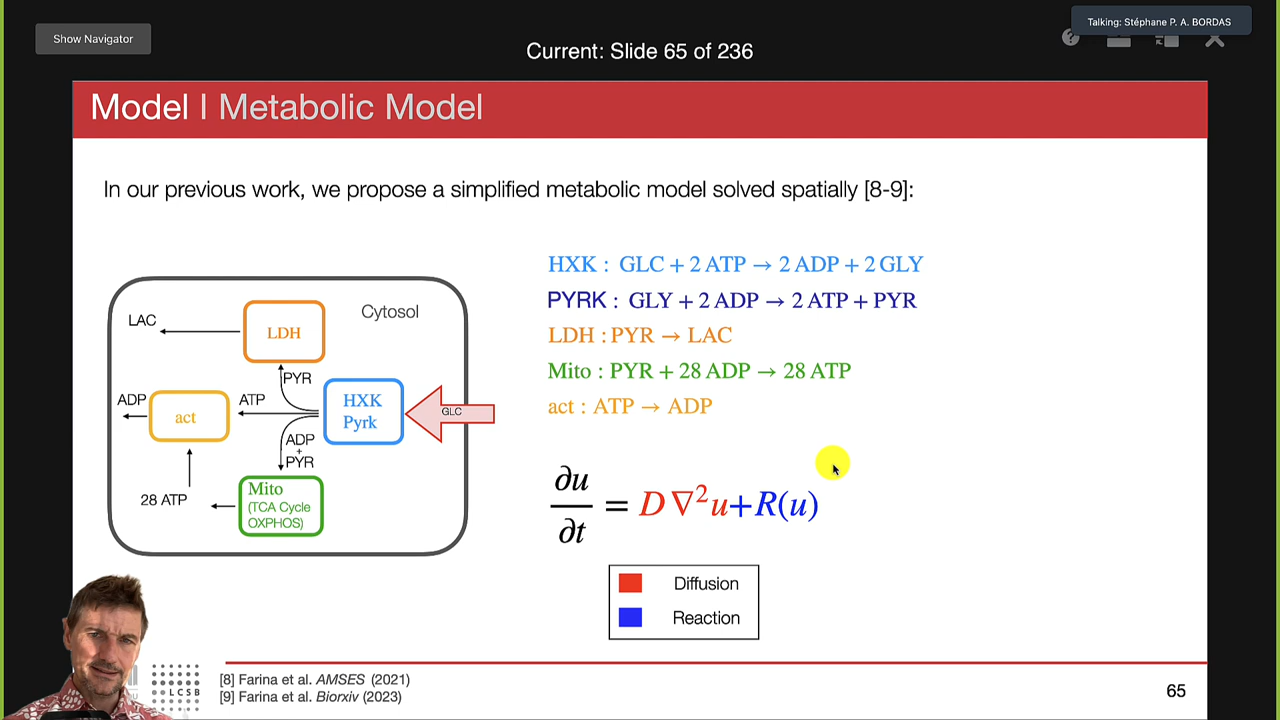 Show Navigator
Talking: Stéphane P. A. BORDAS
Current: Slide 65 of 236
Model | Metabolic Model
In our previous work, we propose a simplified metabolic model solved spatially [8-9]:
Cytosol
LAC
LDH
PYR
ADP
act
ATP
HXK
Pyrk
GLC
ADP
+
PYR
28 ATP
Mito
(TCA Cycle
OXPHOS)
HXK : GLC + 2 ATP → 2 ADP + 2 GLY
PYRK : GLY + 2 ADP → 2 ATP + PYR
LDH : PYR → LAC
Mito : PYR + 28 ADP → 28 ATP
act : ATP → ADP
∂u/∂t = D∇²u+R(u)
Diffusion
Reaction
LCSB
[8] Farina et al. AMSES (2021)
[9] Farina et al. Biorxiv (2023)
65